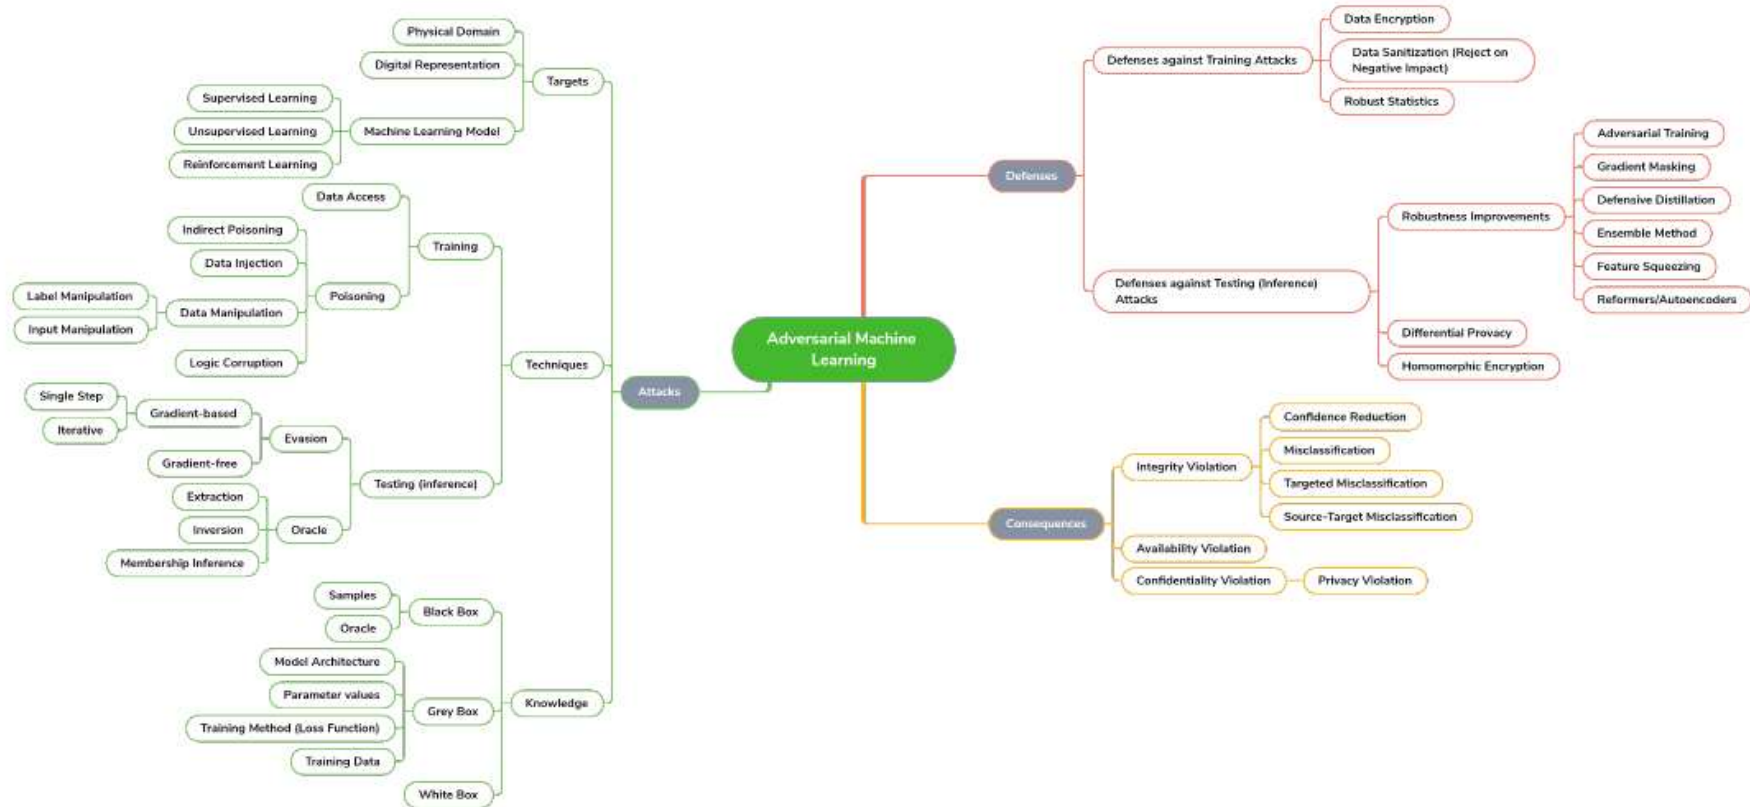 Physical Domain
Digital Representation
Targets
Supervised Learning
Unsupervised Learning
Machine Learning Model
Reinforcement Learning
Data Access
Indirect Poisoning
Training
Data Injection
Label Manipulation
Poisoning
Data Manipulation
Input Manipulation
Logic Corruption
Techniques
Attacks
Single Step
Gradient-based
Iterative
Evasion
Gradient-free
Testing (inference)
Extraction
Inversion
Oracle
Membership Inference
Samples
Black Box
Oracle
Model Architecture
Parameter values
Knowledge
Grey Box
Training Method (Loss Function)
Training Data
White Box
Adversarial Machine
Learning
Defenses
Defenses against Training Attacks
Data Encryption
Data Sanitization (Reject on
Negative Impact)
Robust Statistics
Defenses against Testing (Inference)
Attacks
Robustness Improvements
Adversarial Training
Gradient Masking
Defensive Distillation
Ensemble Method
Feature Squeezing
Reformers/Autoencoders
Differential Provacy
Homomorphic Encryption
Consequences
Integrity Violation
Confidence Reduction
Misclassification
Targeted Misclassification
Source-Target Misclassification
Availability Violation
Confidentiality Violation
Privacy Violation